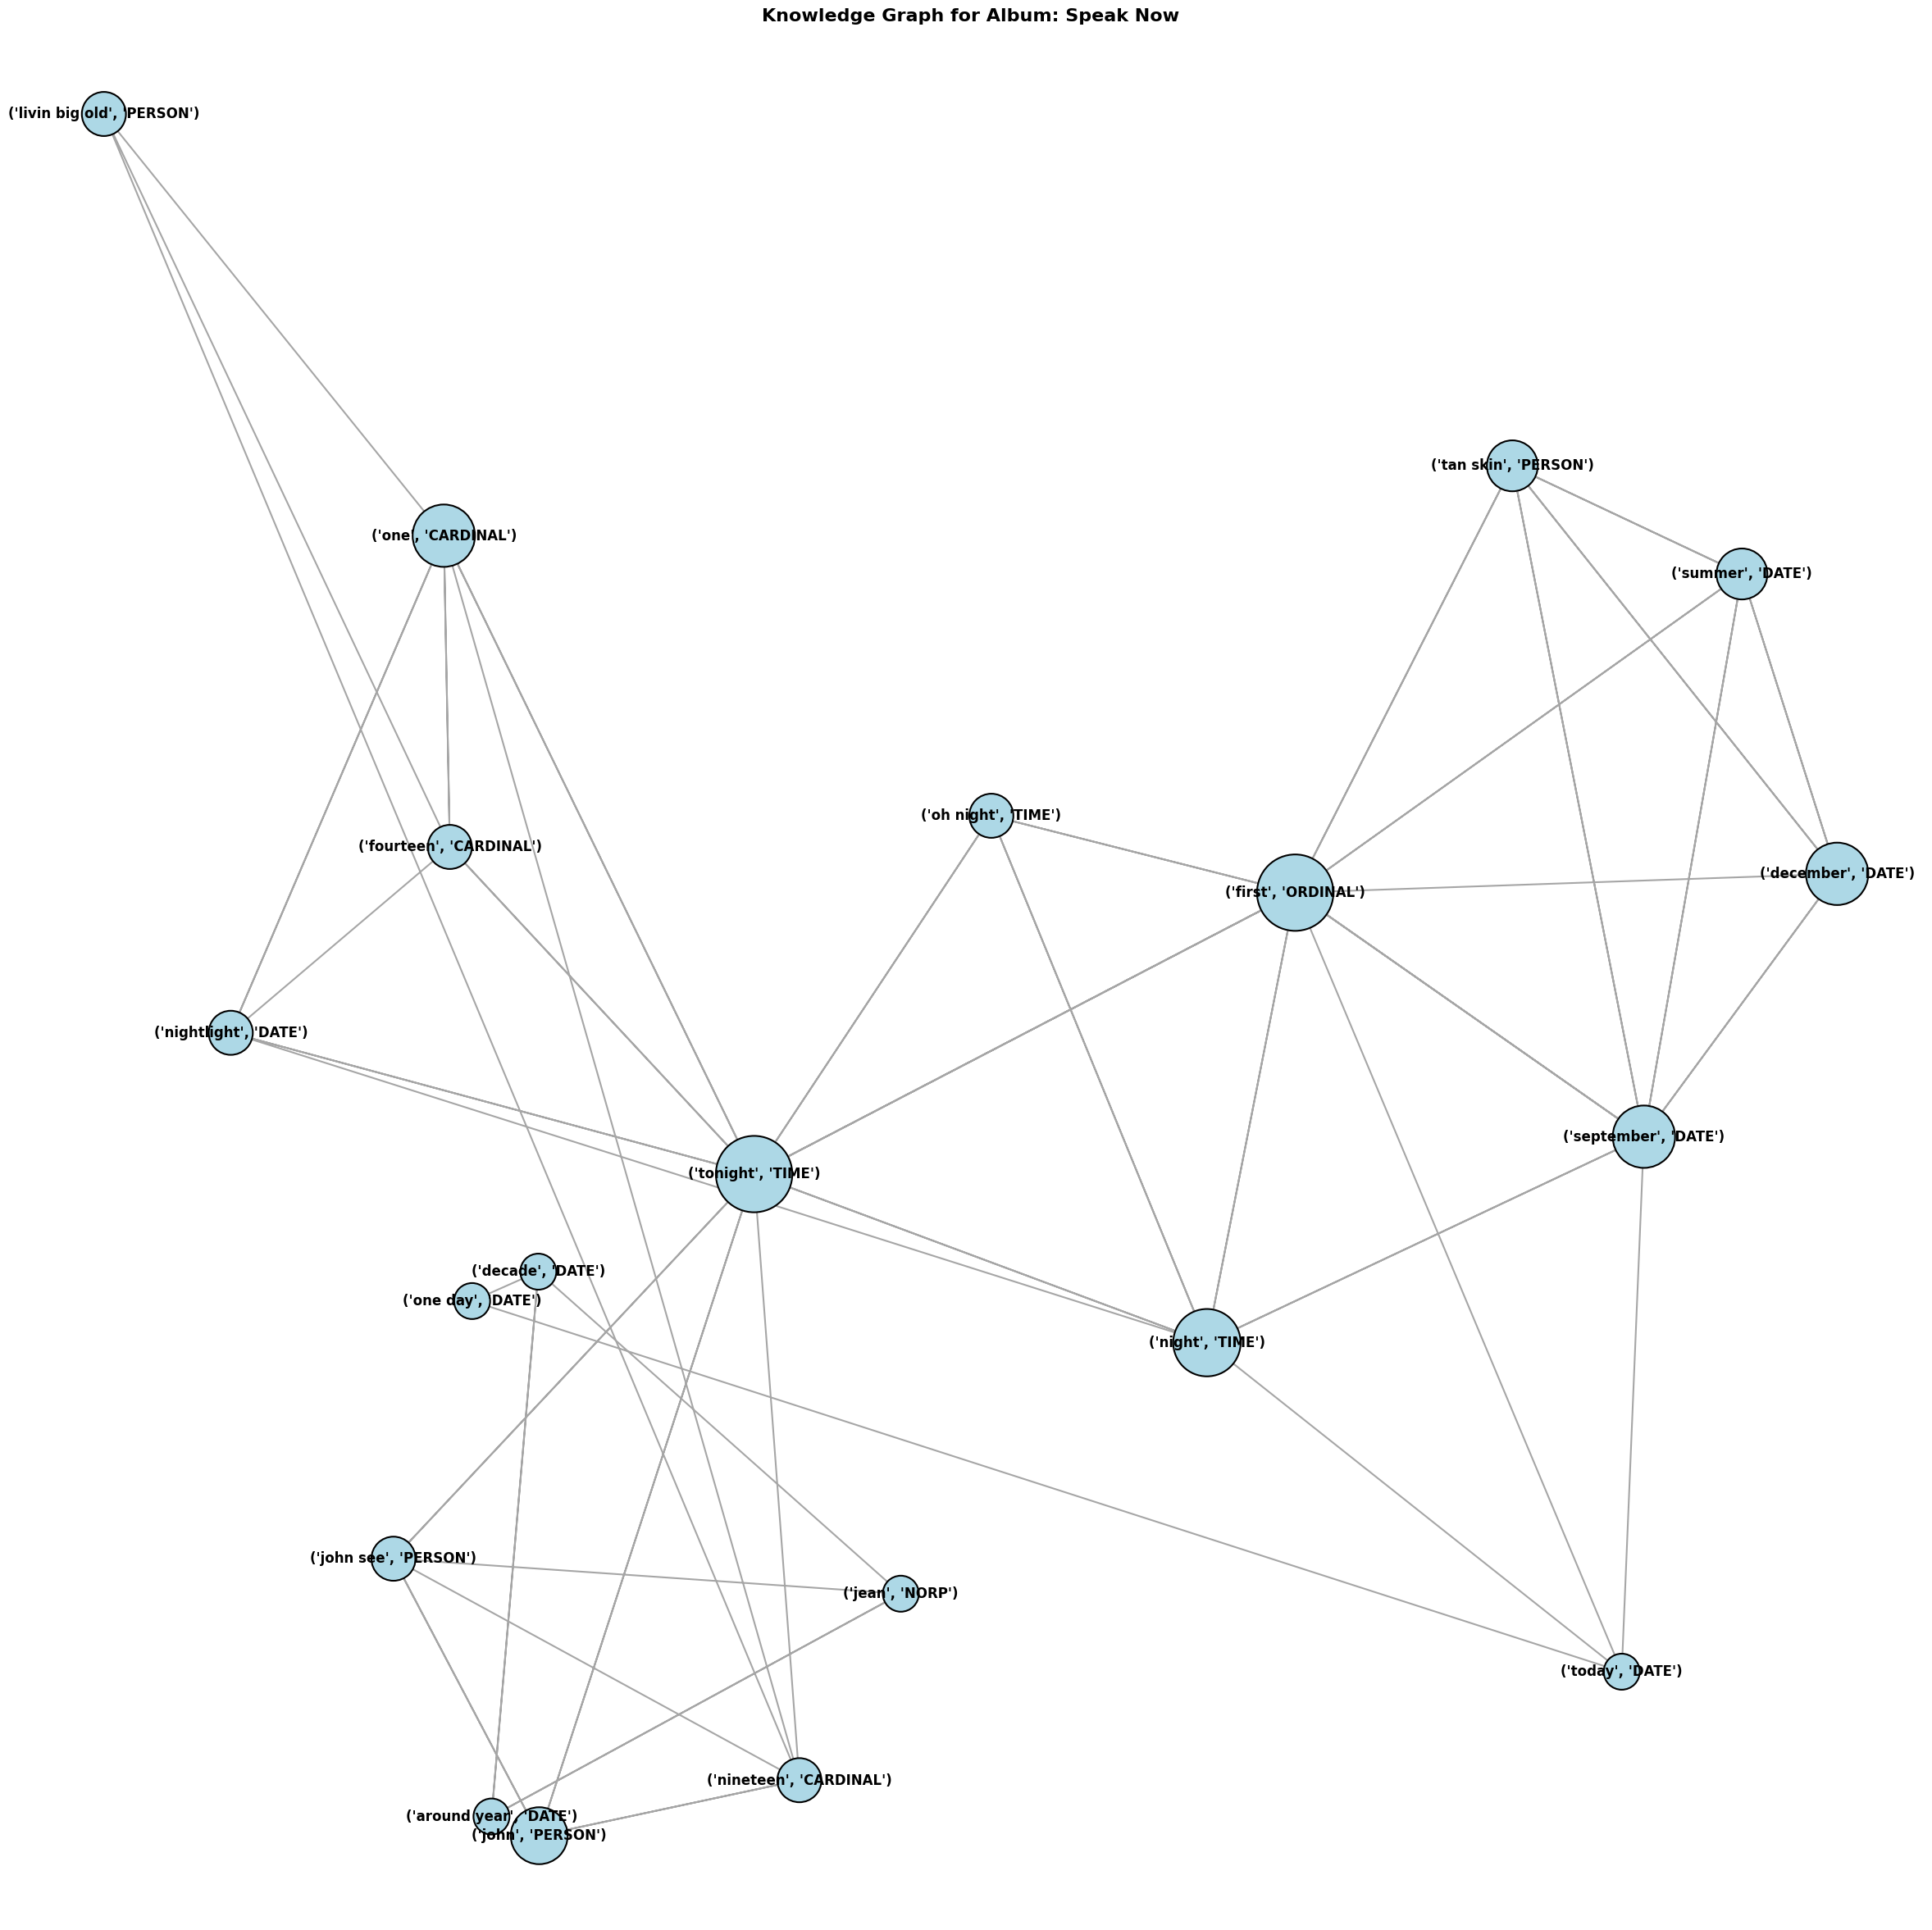 Knowledge Graph for Album: Speak Now
('livin big old', 'PERSON')
('tan skin', 'PERSON')
('one', 'CARDINAL')
('summer', 'DATE')
('oh night', 'TIME')
('fourteen', 'CARDINAL')
('december', 'DATE')
('first', 'ORDINAL')
('nightlight', 'DATE')
('september', 'DATE')
('tonight', 'TIME')
('decade', 'DATE')
('one day', 'DATE')
('night', 'TIME')
('john see', 'PERSON')
('jean', 'NORP')
('today', 'DATE')
('nineteen', 'CARDINAL')
('around year', 'DATE')
('john', 'PERSON')